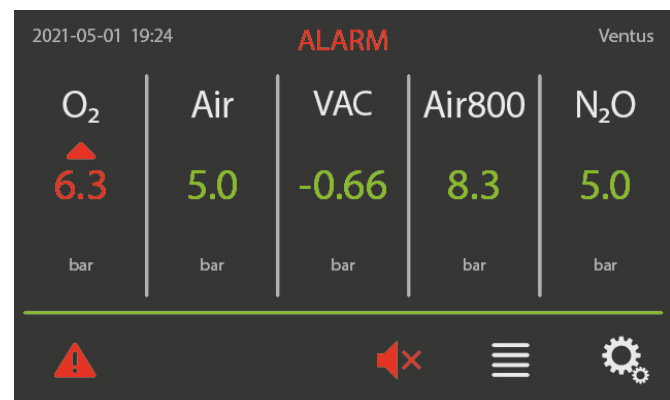 2021-05-01 19:24 ALARM Ventus
O₂ Air VAC Air800 N₂O
6.3 5.0 -0.66 8.3 5.0
bar bar bar bar bar